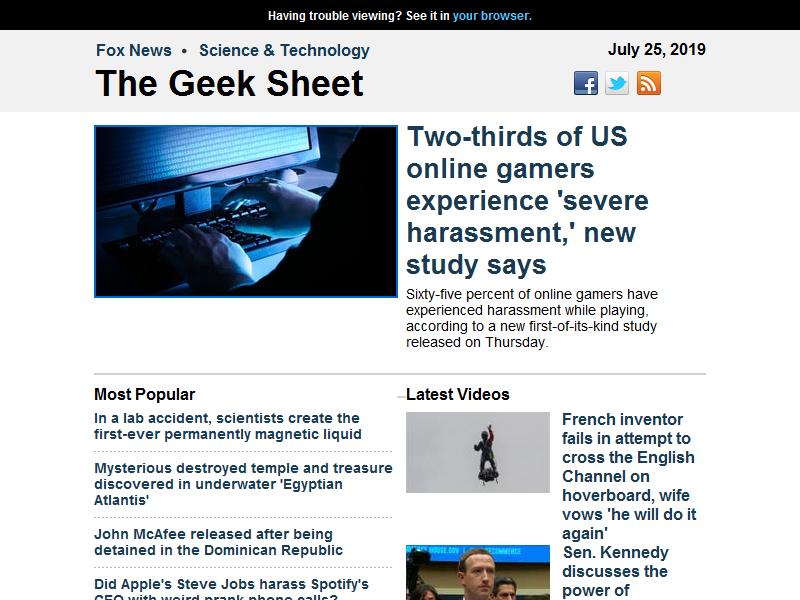 Having trouble viewing? See it in your browser.
Fox News • Science & Technology
July 25, 2019
The Geek Sheet
Two-thirds of US
online gamers
experience 'severe
harassment,' new
study says
Sixty-five percent of online gamers have
experienced harassment while playing,
according to a new first-of-its-kind study
released on Thursday.
Most Popular
In a lab accident, scientists create the
first-ever permanently magnetic liquid
Mysterious destroyed temple and treasure
discovered in underwater 'Egyptian
Atlantis'
John McAfee released after being
detained in the Dominican Republic
Did Apple's Steve Jobs harass Spotify's
CEO with weird prank phone calls?
Latest Videos
French inventor
fails in attempt to
cross the English
Channel on
hoverboard, wife
vows 'he will do it
again'
Sen. Kennedy
discusses the
power of